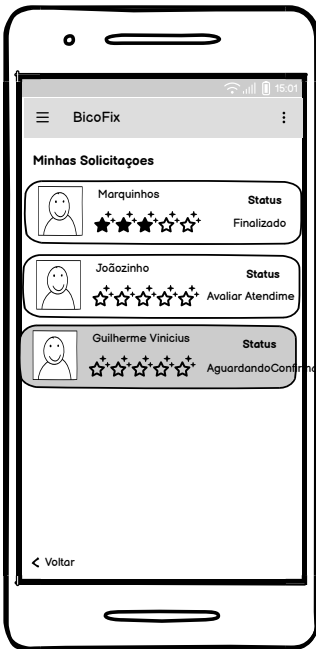 15:01
BicoFix
Minhas Solicitaçoes
Marquinhos
Status
Finalizado
Joãozinho
Status
Avaliar Atendime
Guilherme Vinicius
Status
AguardandoConfirma
Voltar